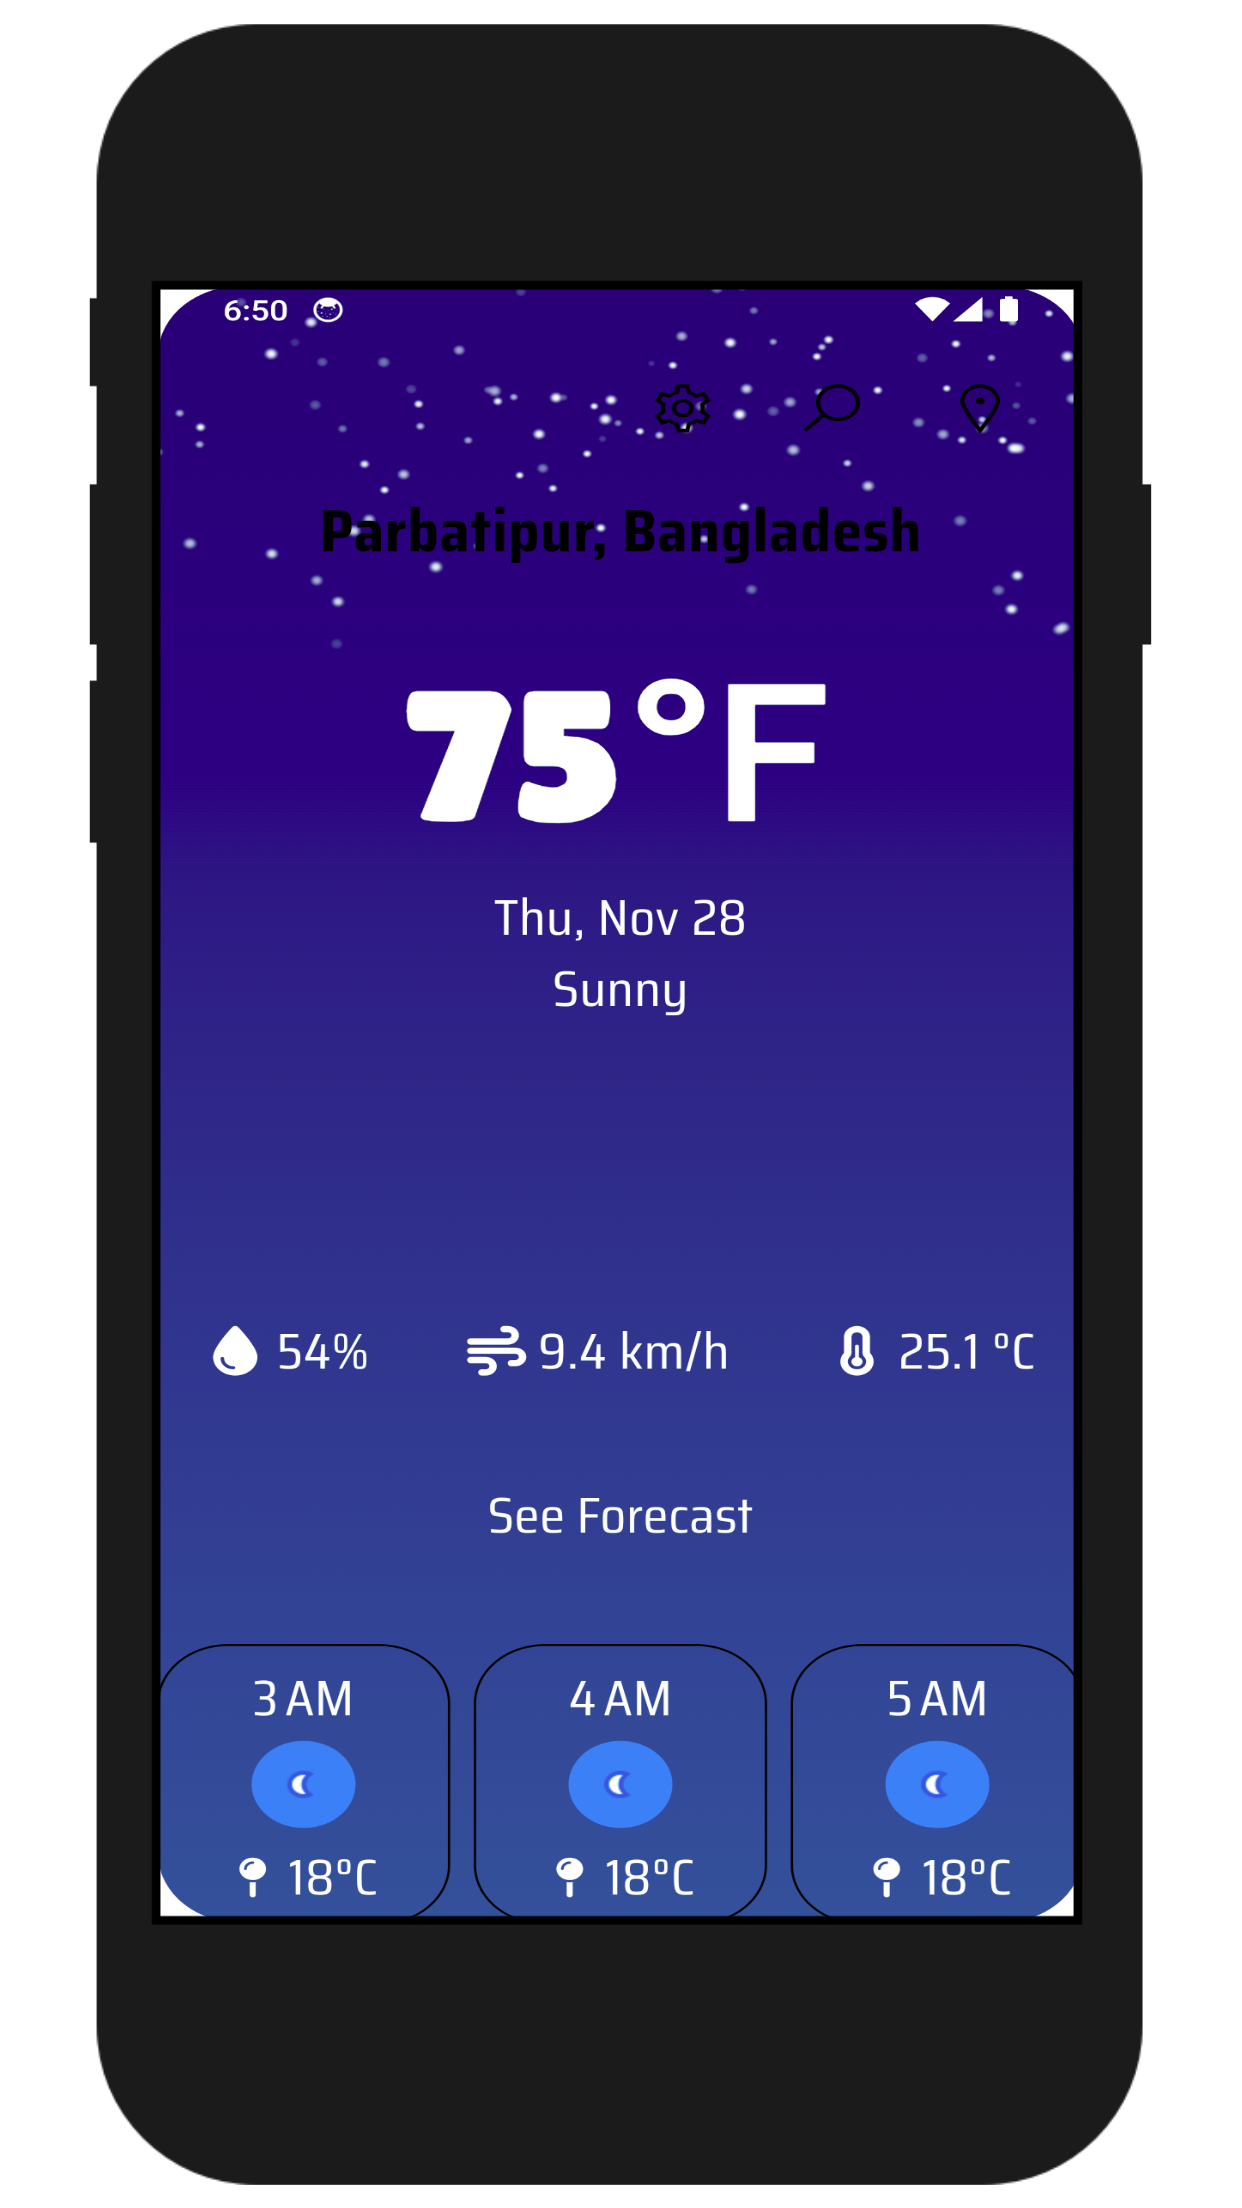 6:50
Parbatipur, Bangladesh
75°F
Thu, Nov 28
Sunny
54% 9.4 km/h 25.1 °C
See Forecast
3 AM 4 AM 5 AM
18°C 18°C 18°C